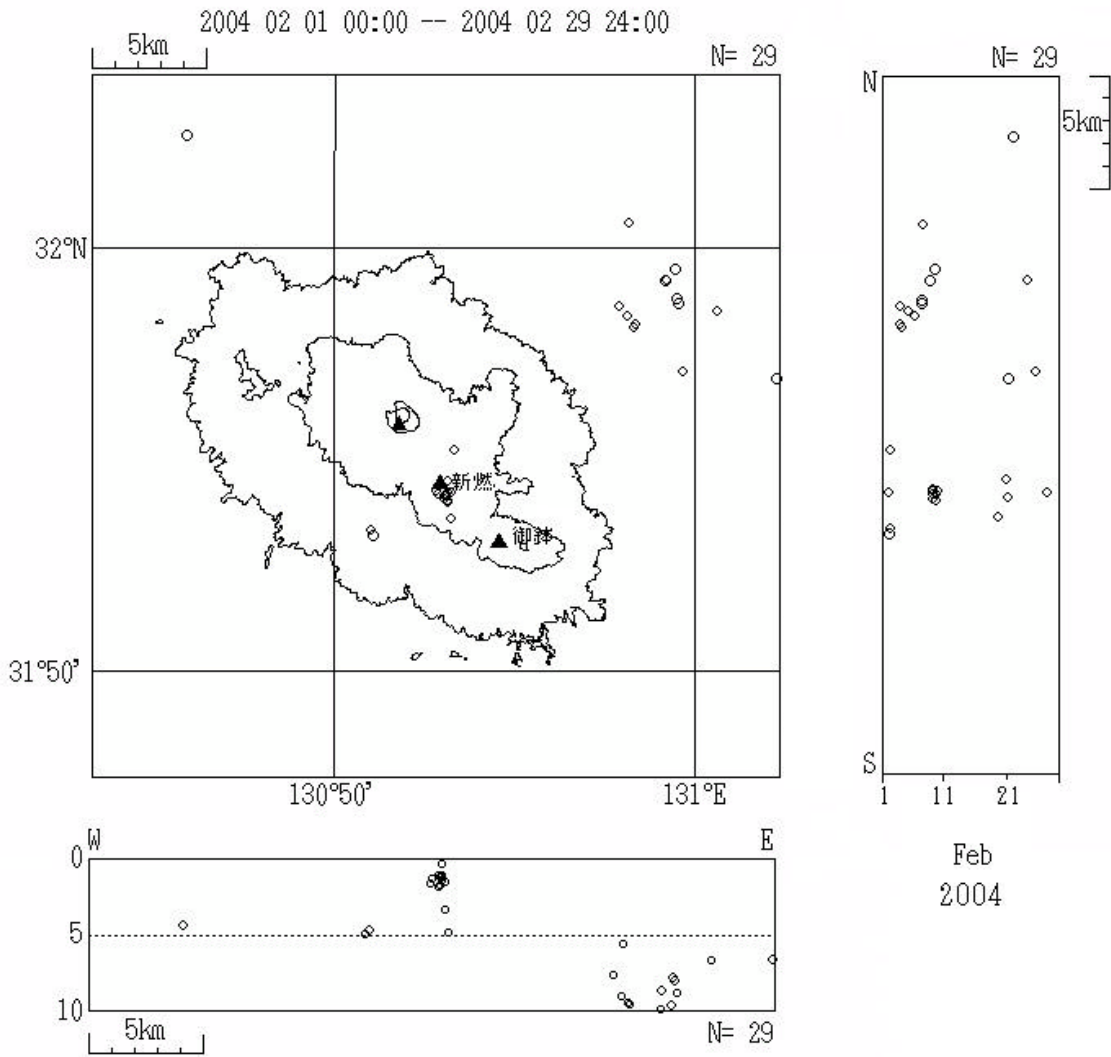 2004 02 01 00:00 -- 2004 02 29 24:00
5km
N= 29
N= 29
N
5km
32°N
新燃
御鉢
31°50'
S
130°50'
131°E
1
11
21
Feb
2004
W
E
0
5
10
5km
N= 29